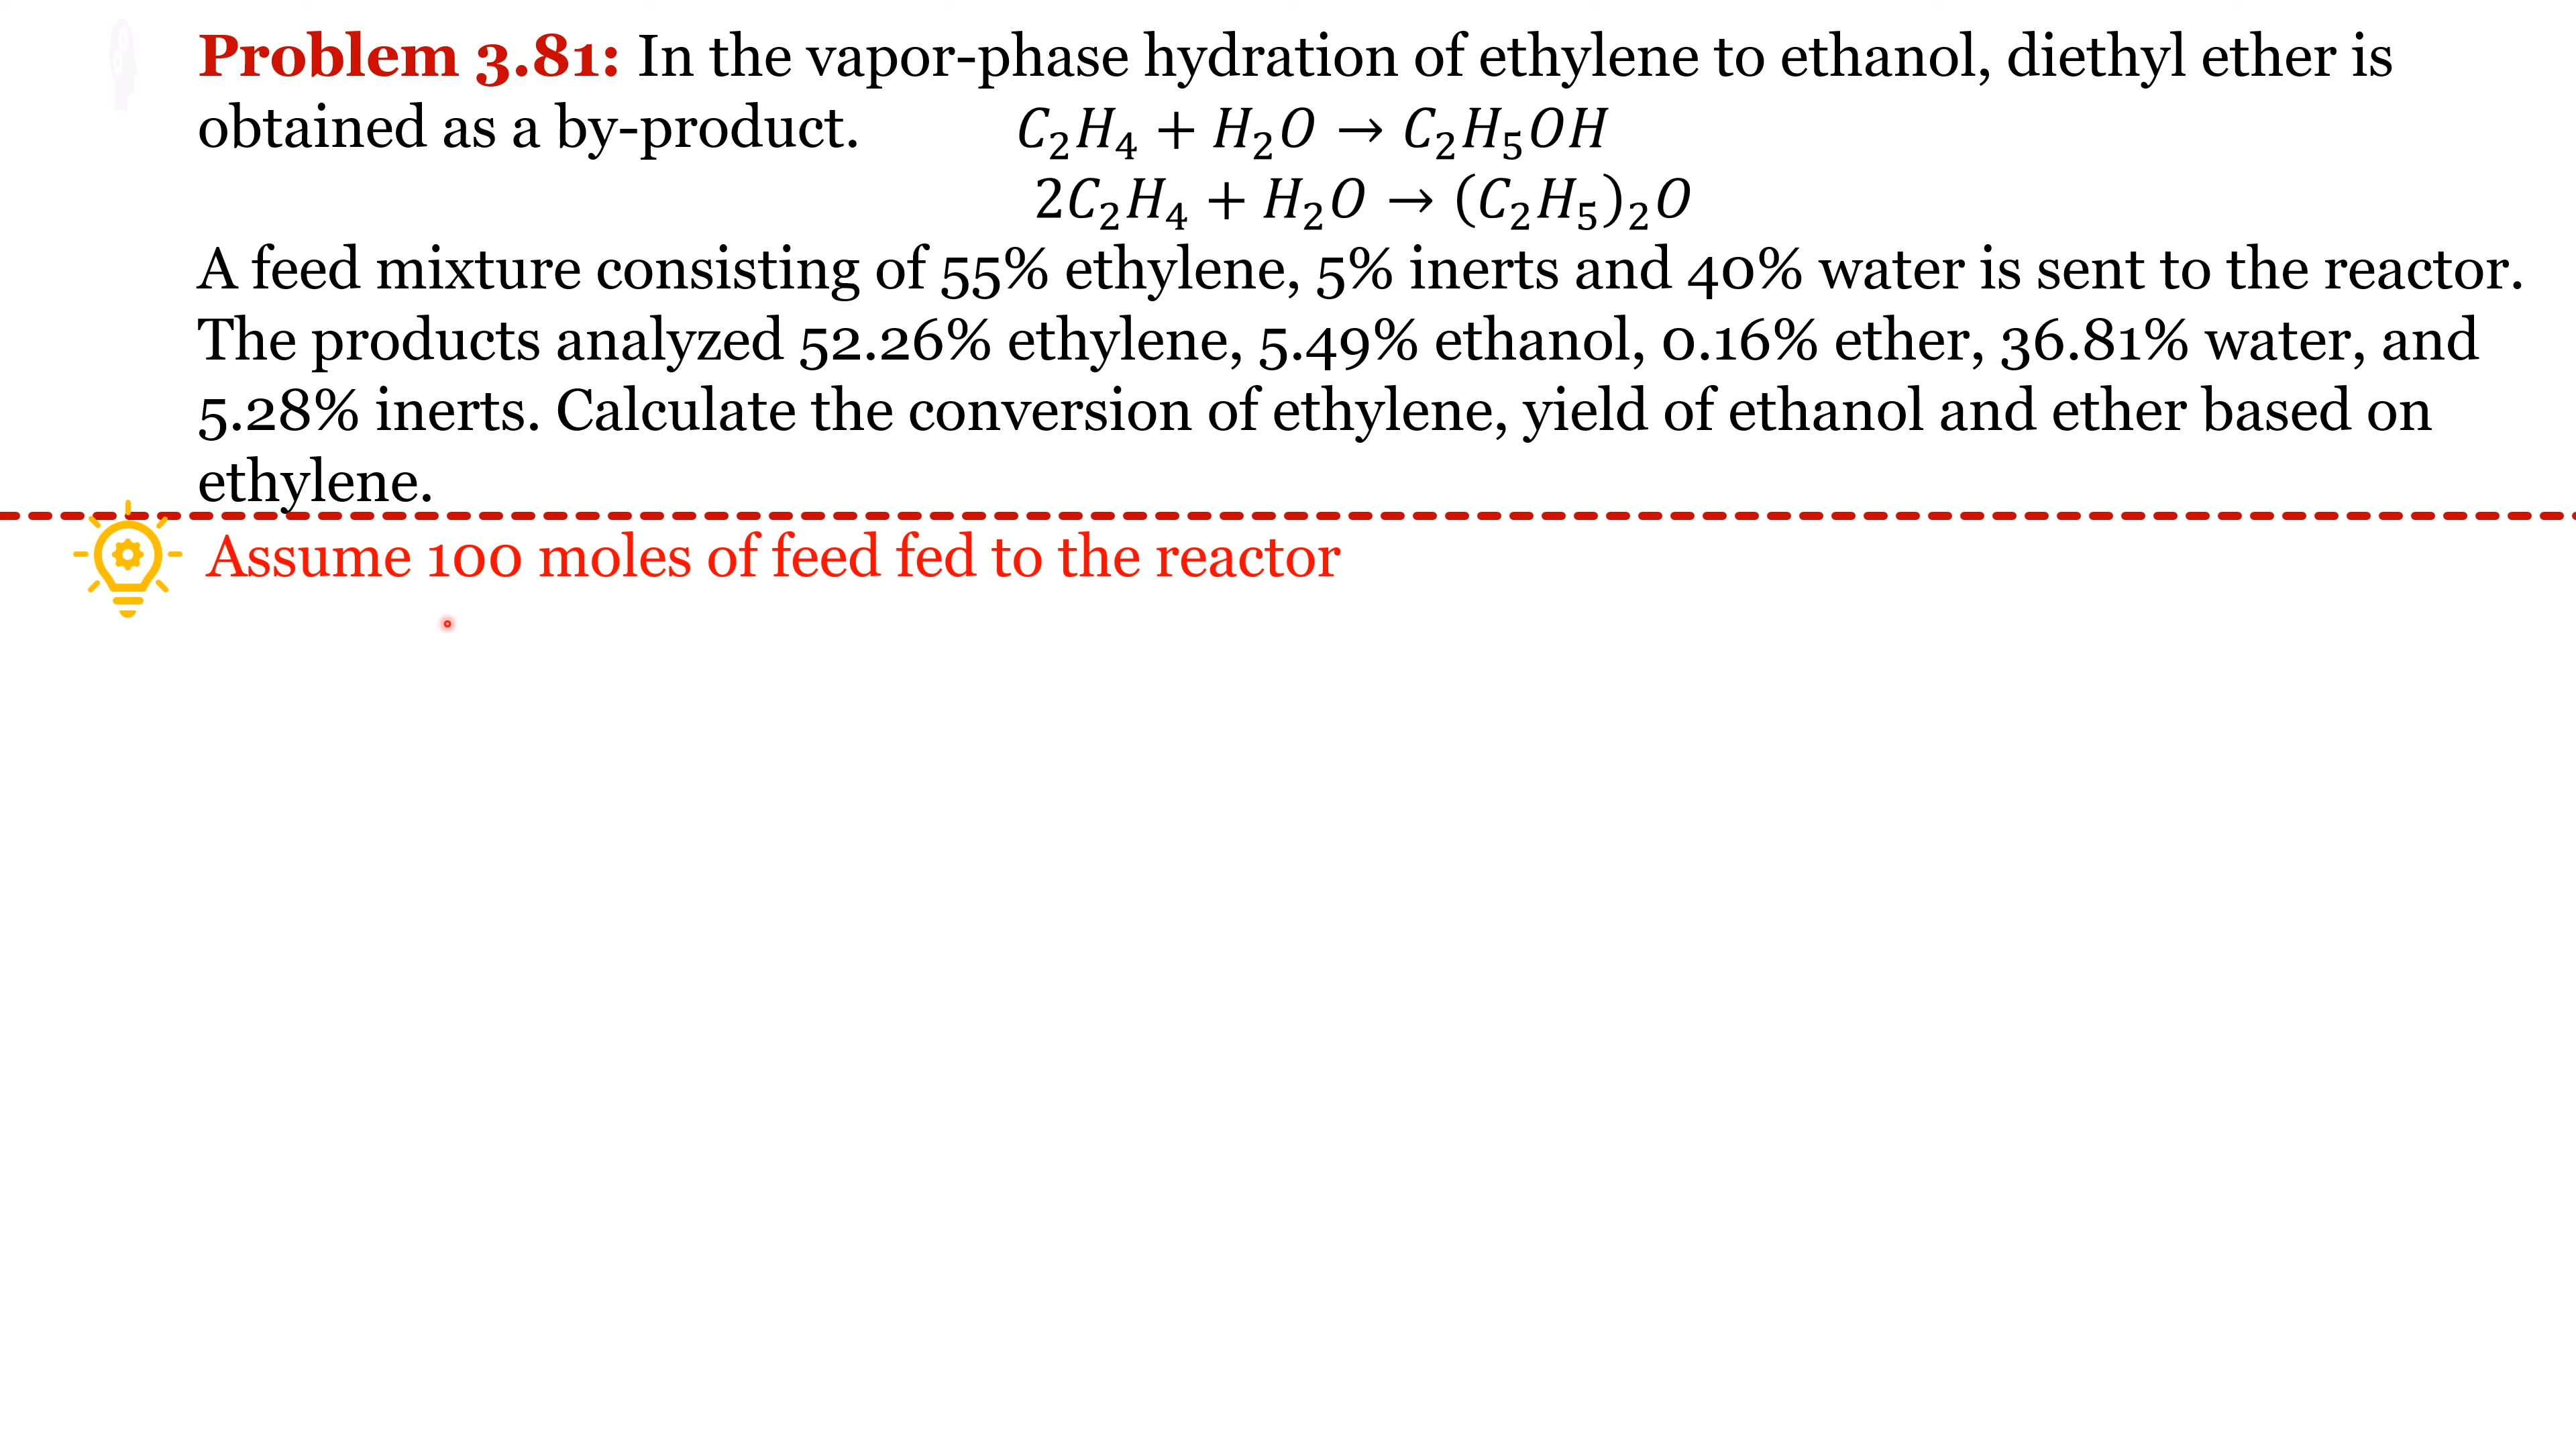 Problem 3.81: In the vapor-phase hydration of ethylene to ethanol, diethyl ether is
obtained as a by-product. C₂H₄ + H₂O → C₂H₅OH
2C₂H₄ + H₂O → (C₂H₅)₂O
A feed mixture consisting of 55% ethylene, 5% inerts and 40% water is sent to the reactor.
The products analyzed 52.26% ethylene, 5.49% ethanol, 0.16% ether, 36.81% water, and
5.28% inerts. Calculate the conversion of ethylene, yield of ethanol and ether based on
ethylene.
Assume 100 moles of feed fed to the reactor